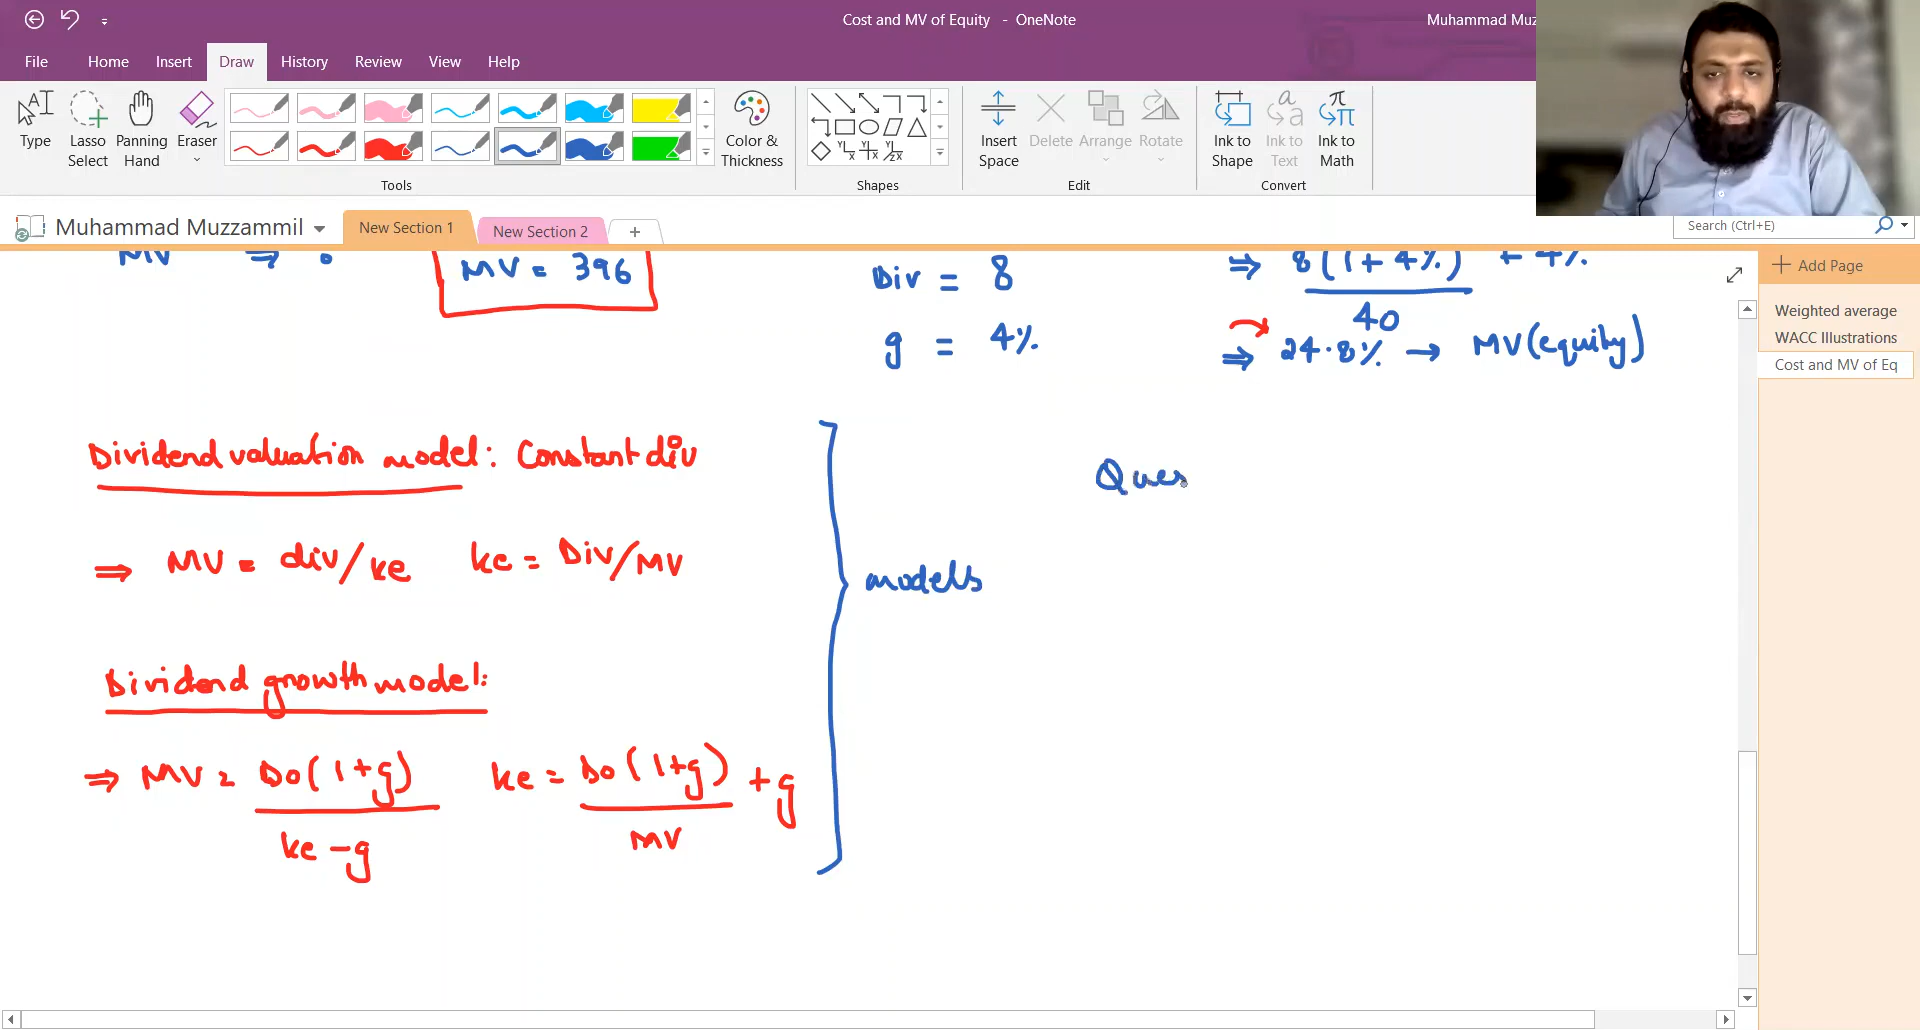 Cost and MV of Equity - OneNote
Muhammad Muzz
File Home Insert Draw History Review View Help
Type
Lasso Select
Panning Hand
Eraser
Color & Thickness
Insert Space
Delete
Arrange
Rotate
Ink to Shape
Ink to Text
Ink to Math
Tools
Shapes
Edit
Convert
Muhammad Muzzammil
New Section 1
New Section 2
Search (Ctrl+E)
Add Page
Weighted average
WACC Illustrations
Cost and MV of Eq
MV ⇒
MV = 396
Div = 8
g = 4%
⇒ 8(1+4%) + 4%
40
⇒ 24.8% → MV(equity)
Dividend valuation model: Constant div
⇒ MV = div/ke ke = Div/MV
Dividend growth model:
⇒ MV = Do(1+g)
ke - g
ke = Do(1+g) + g
MV
models
Ques